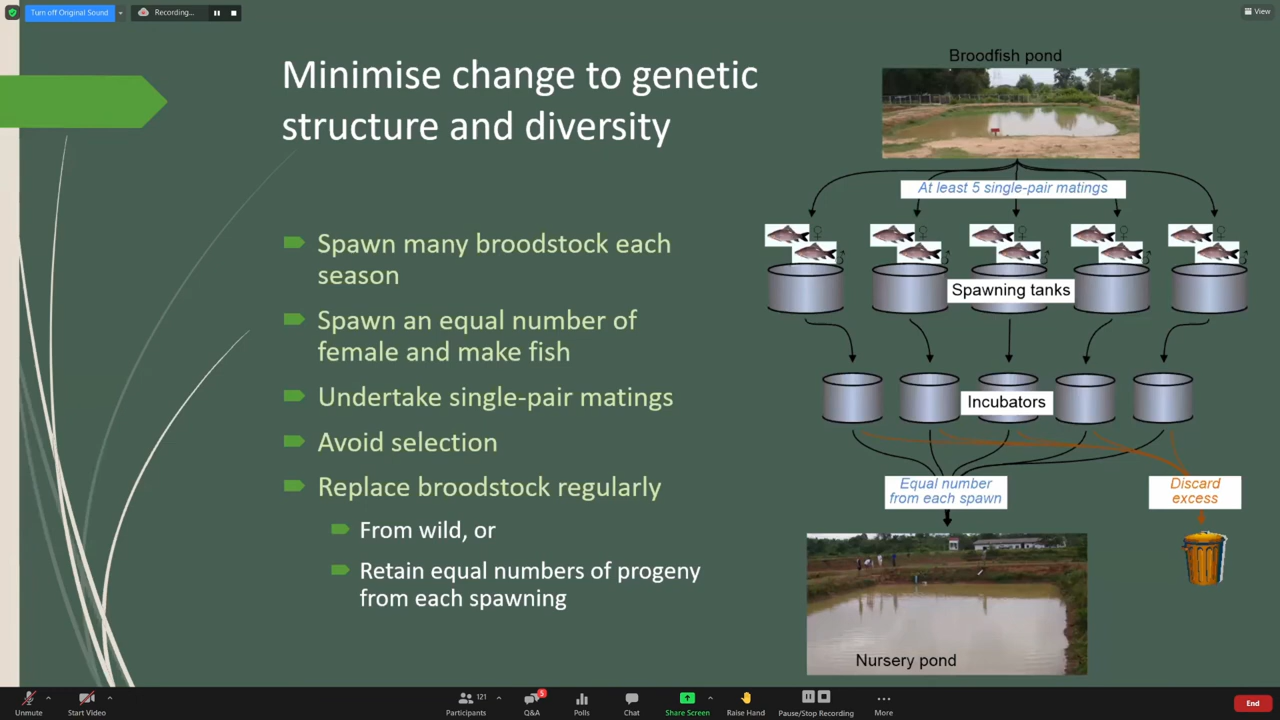 Turn off Original Sound
Recording...
View
Minimise change to genetic
structure and diversity
Spawn many broodstock each
season
Spawn an equal number of
female and make fish
Undertake single-pair matings
Avoid selection
Replace broodstock regularly
From wild, or
Retain equal numbers of progeny
from each spawning
Broodfish pond
At least 5 single-pair matings
♀ ♀ ♀ ♀ ♀
♂ ♂ ♂ ♂ ♂
Spawning tanks
Incubators
Equal number
from each spawn
Discard
excess
Nursery pond
Unmute
Start Video
121
Participants
5
Q&A
Polls
Chat
Share Screen
Raise Hand
Pause/Stop Recording
More
End